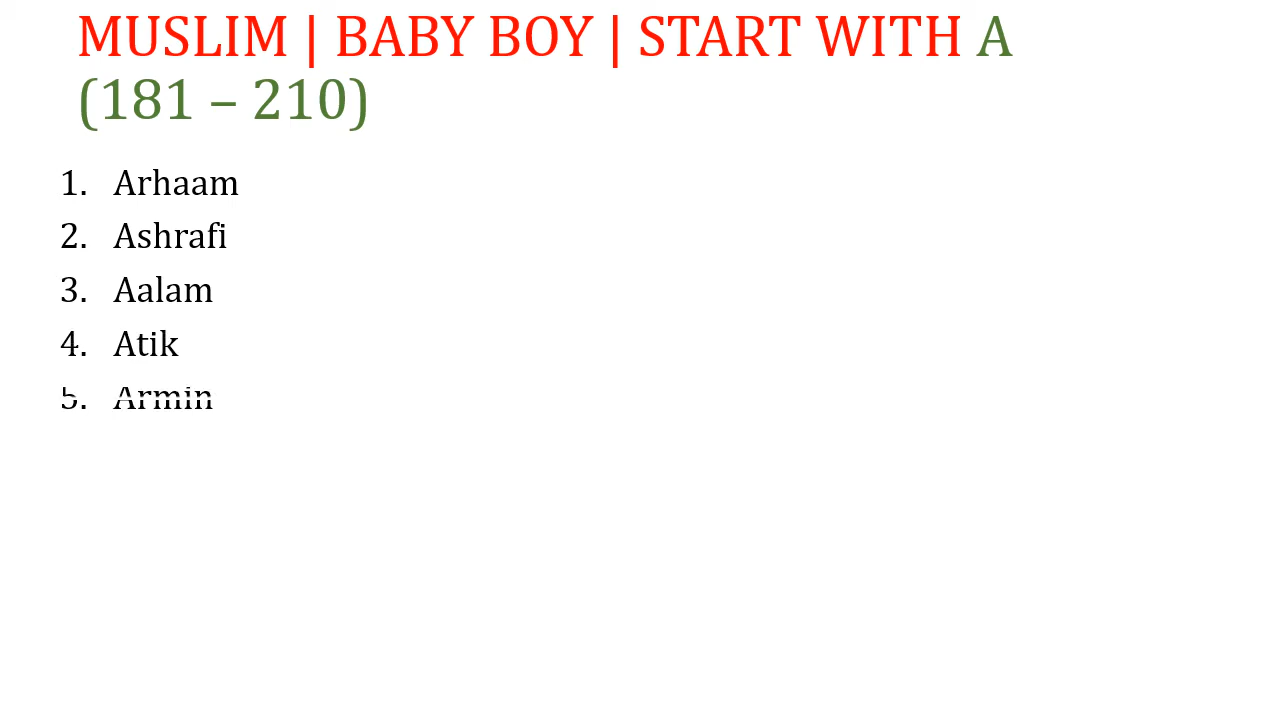 MUSLIM | BABY BOY | START WITH A
(181 – 210)
1. Arhaam
2. Ashrafi
3. Aalam
4. Atik
5. Armin